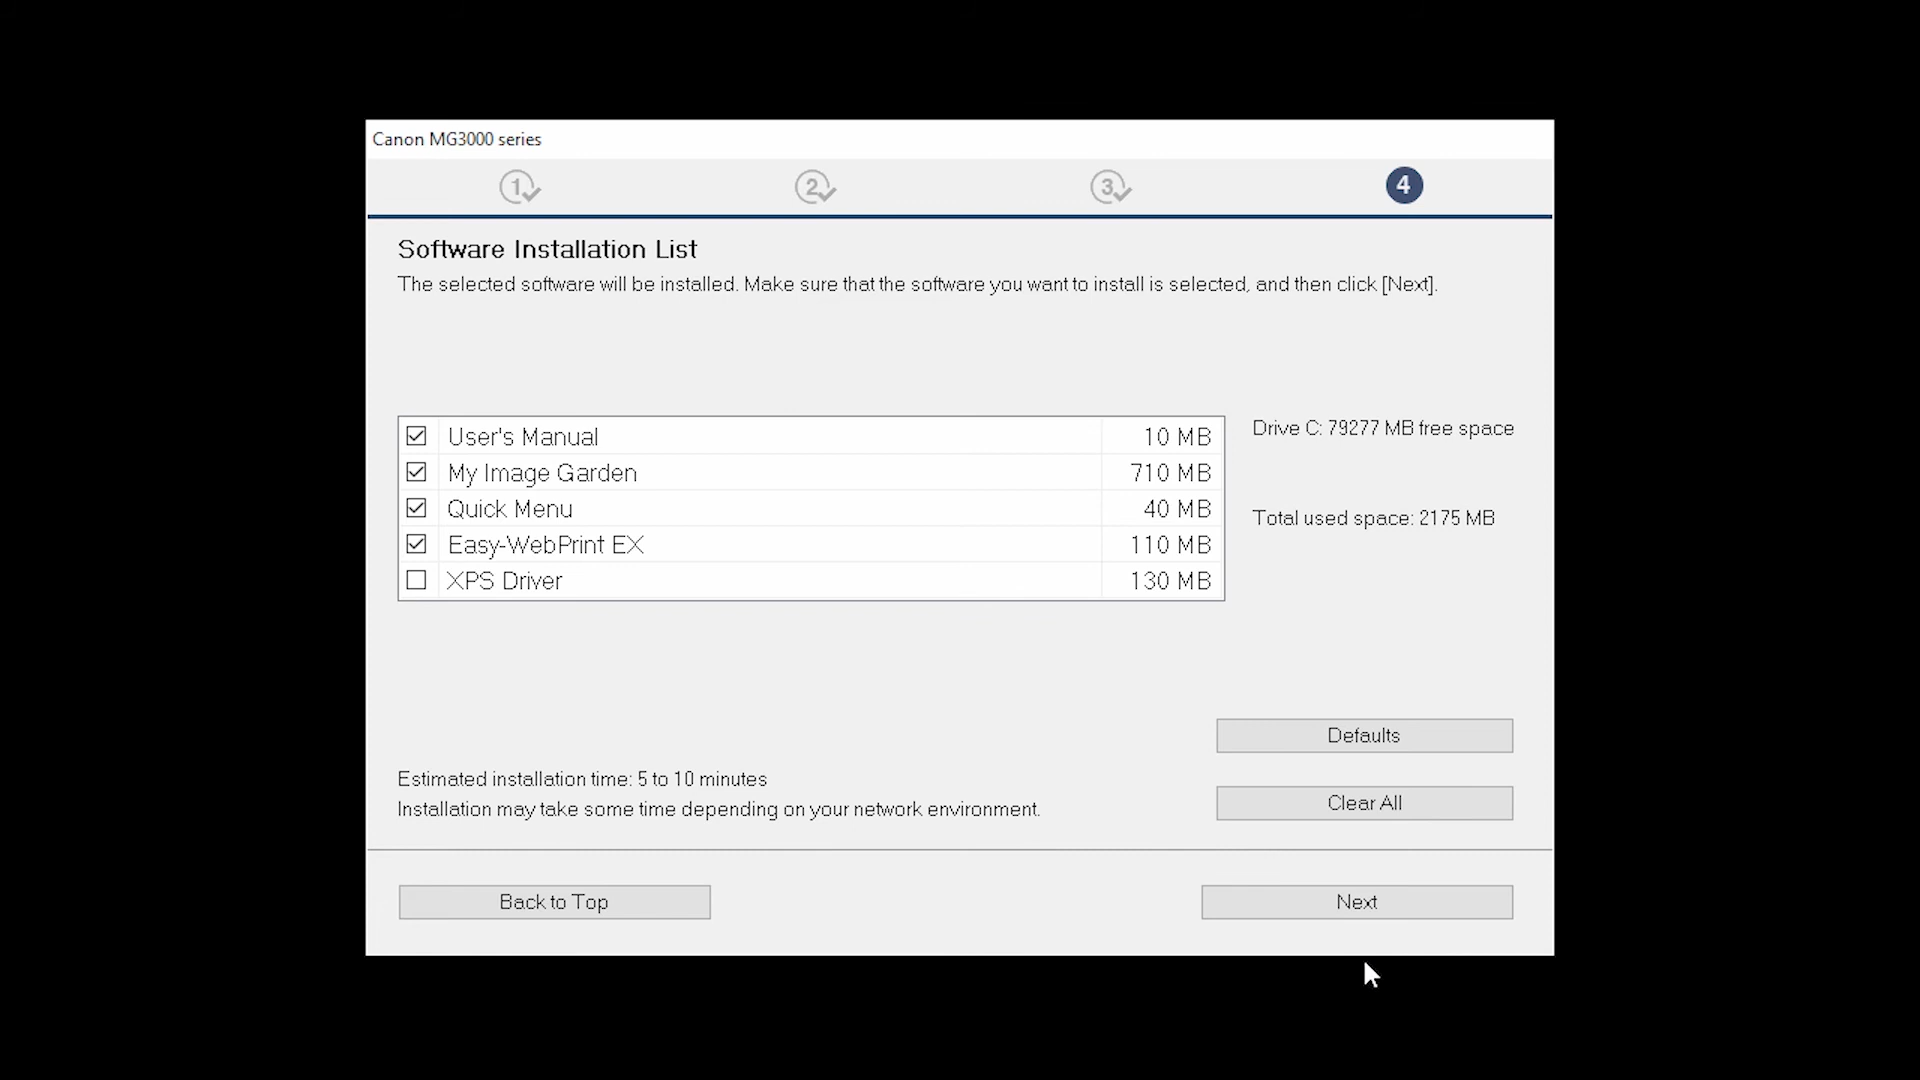 Canon MG3000 series
1 2 3 4
Software Installation List
The selected software will be installed. Make sure that the software you want to install is selected, and then click [Next].
User's Manual 10 MB
My Image Garden 710 MB
Quick Menu 40 MB
Easy-WebPrint EX 110 MB
XPS Driver 130 MB
Drive C: 79277 MB free space
Total used space: 2175 MB
Defaults
Estimated installation time: 5 to 10 minutes
Installation may take some time depending on your network environment.
Clear All
Back to Top
Next